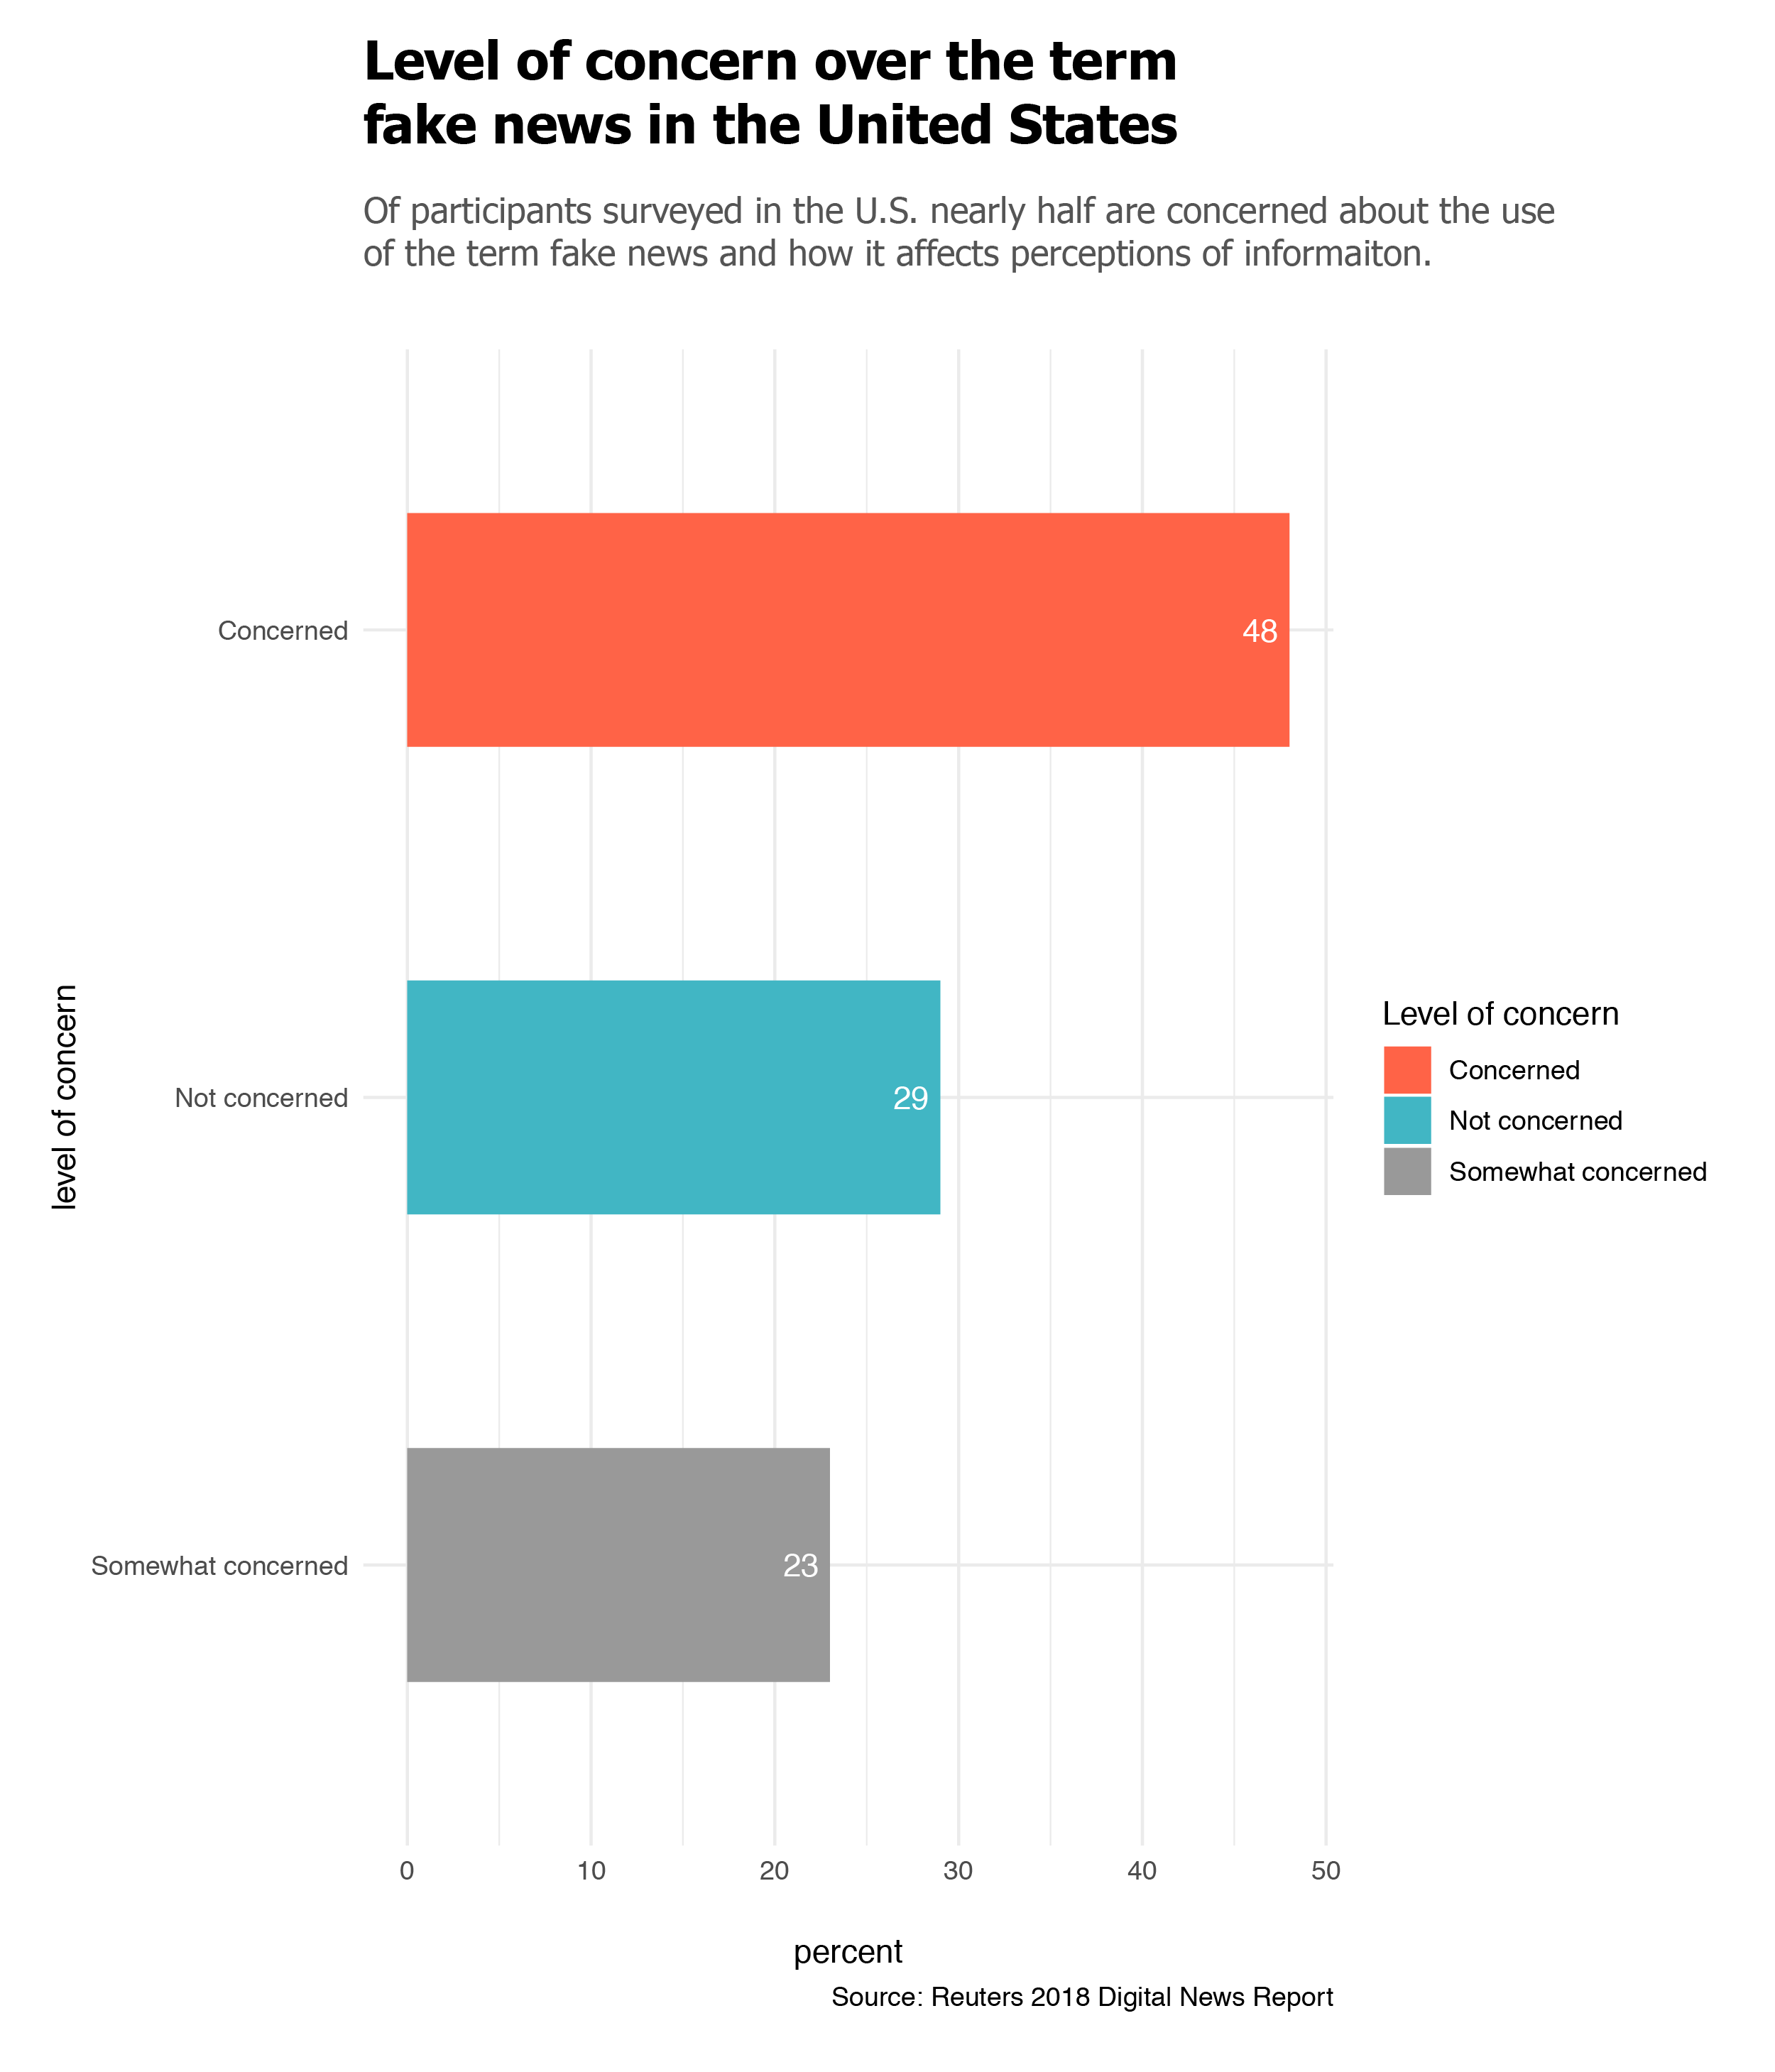 Level of concern over the term
fake news in the United States
Of participants surveyed in the U.S. nearly half are concerned about the use
of the term fake news and how it affects perceptions of informaiton.
level of concern
Concerned
48
Not concerned
29
Somewhat concerned
23
0 10 20 30 40 50
percent
Level of concern
Concerned
Not concerned
Somewhat concerned
Source: Reuters 2018 Digital News Report